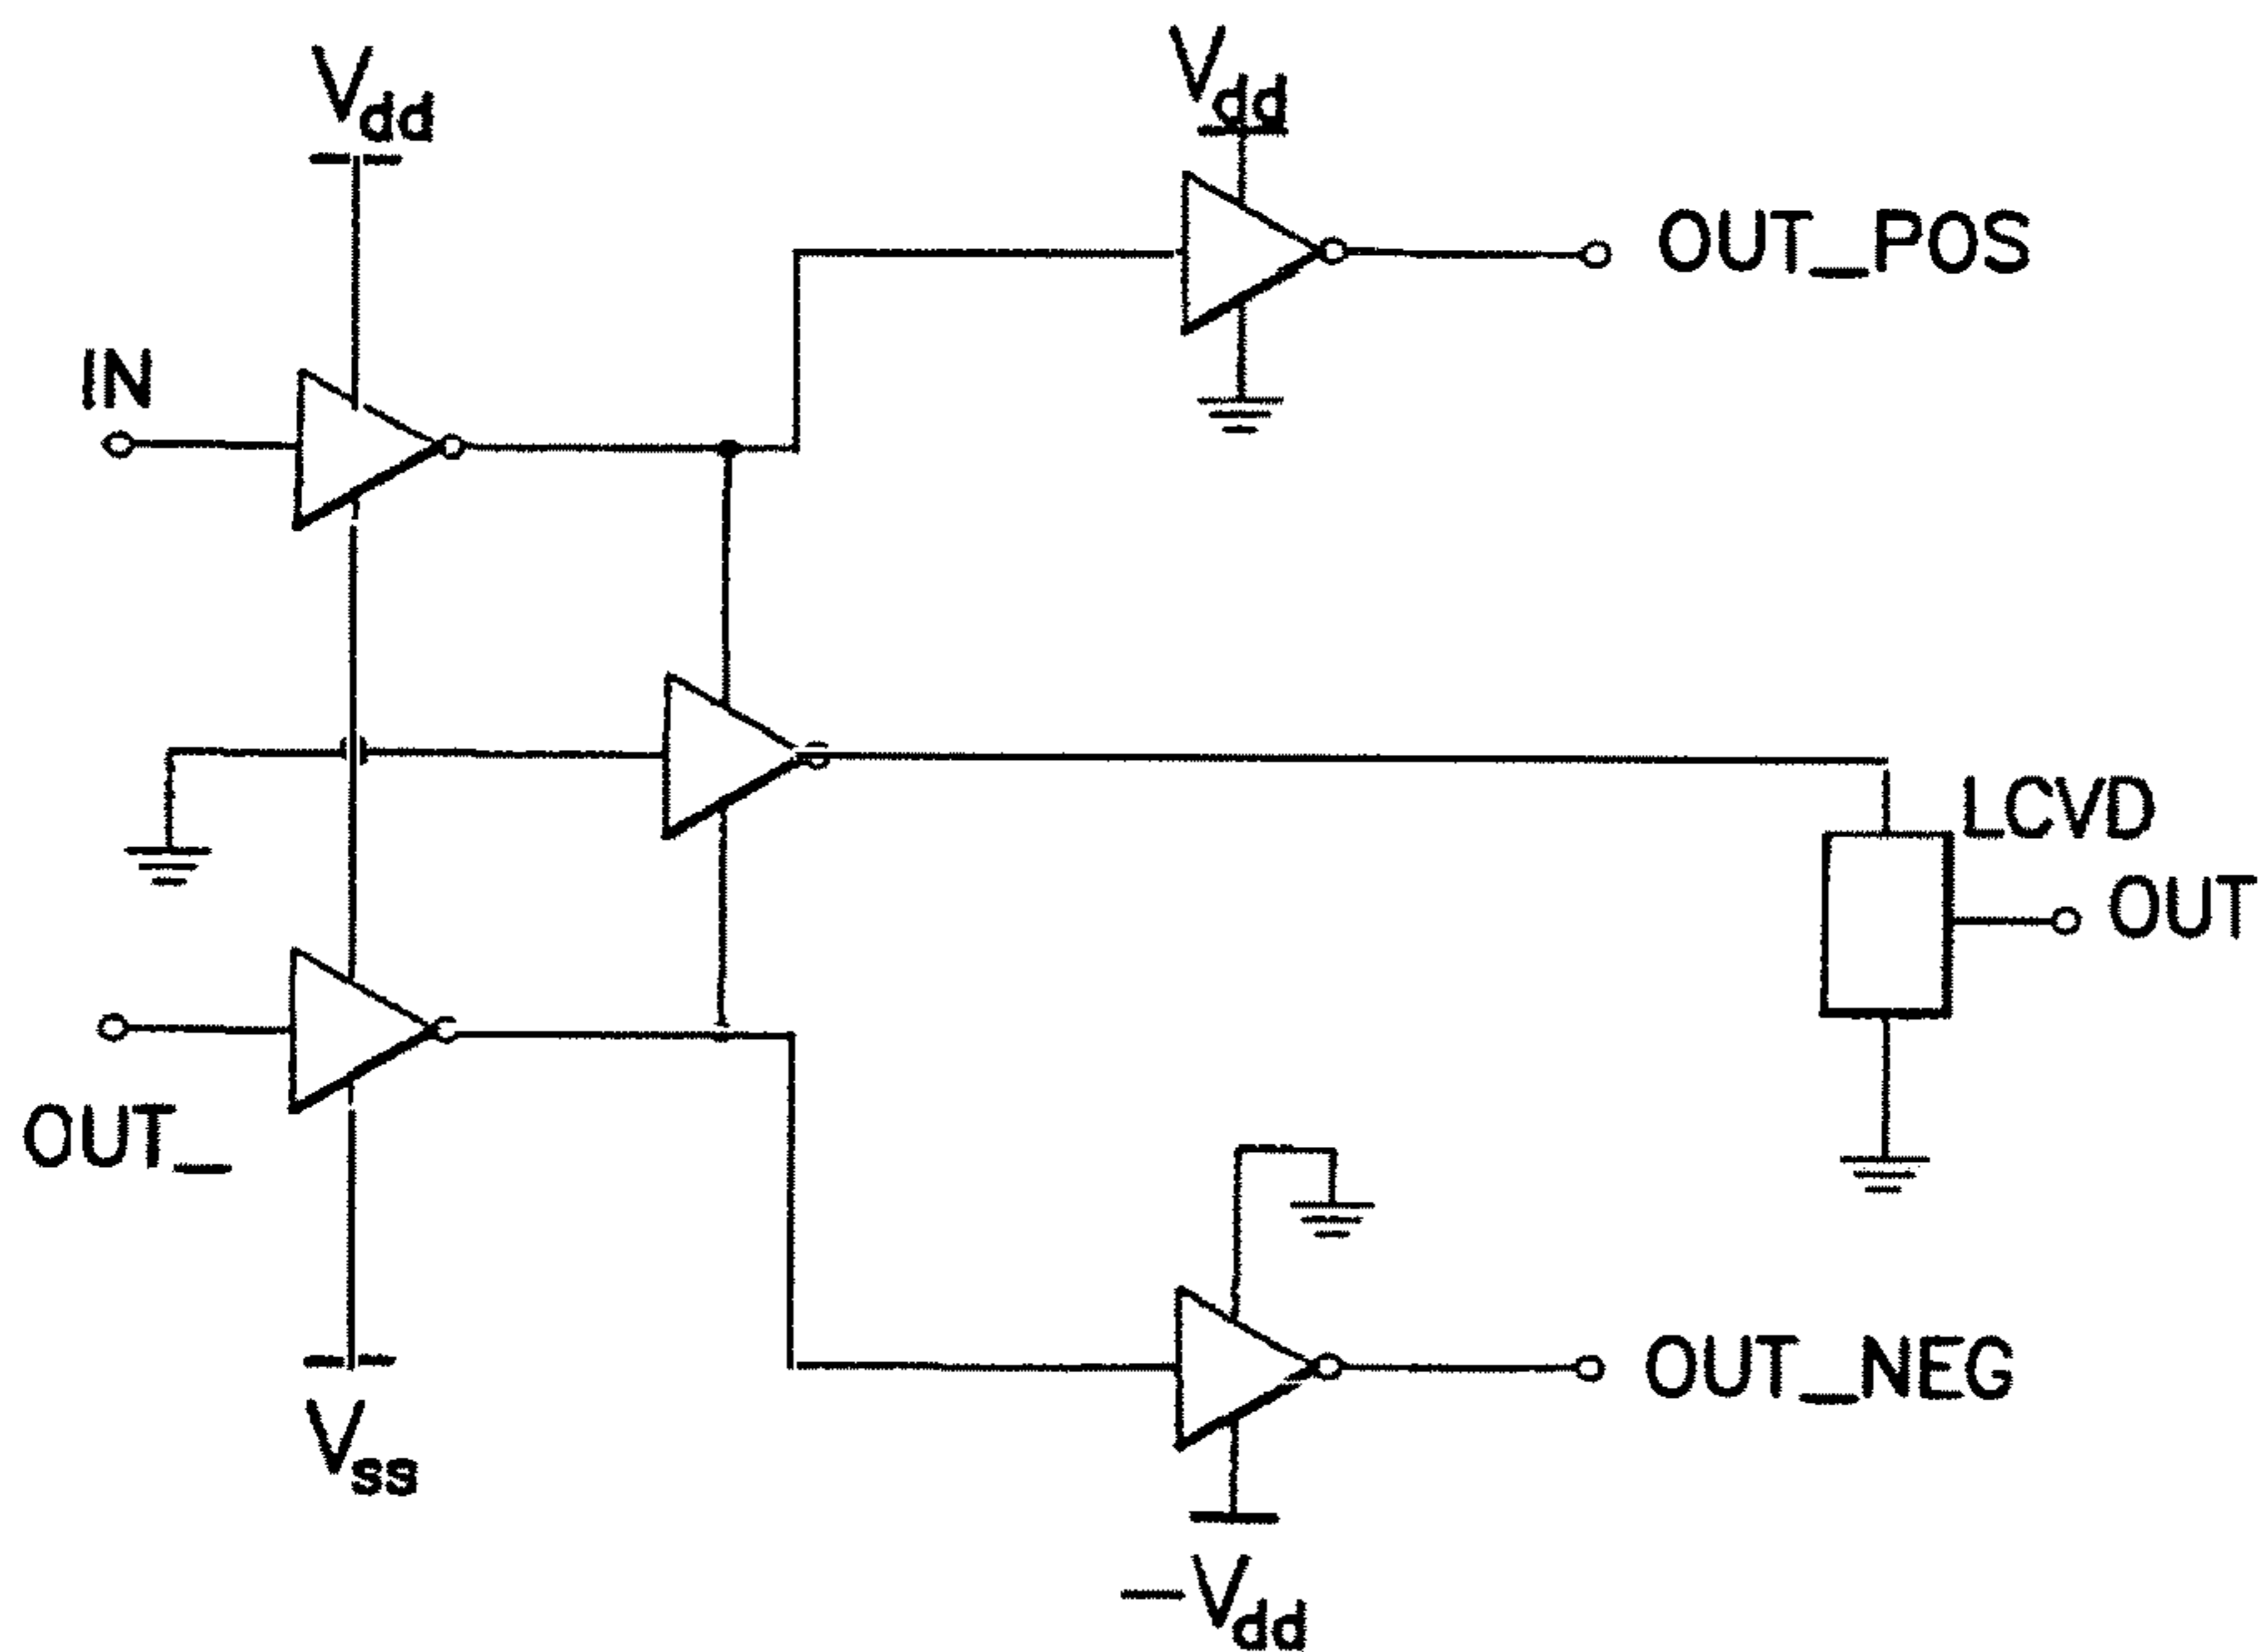 Vdd
Vdd
OUT_POS
IN
LCVD
OUT
OUT_
OUT_NEG
Vss
-Vdd